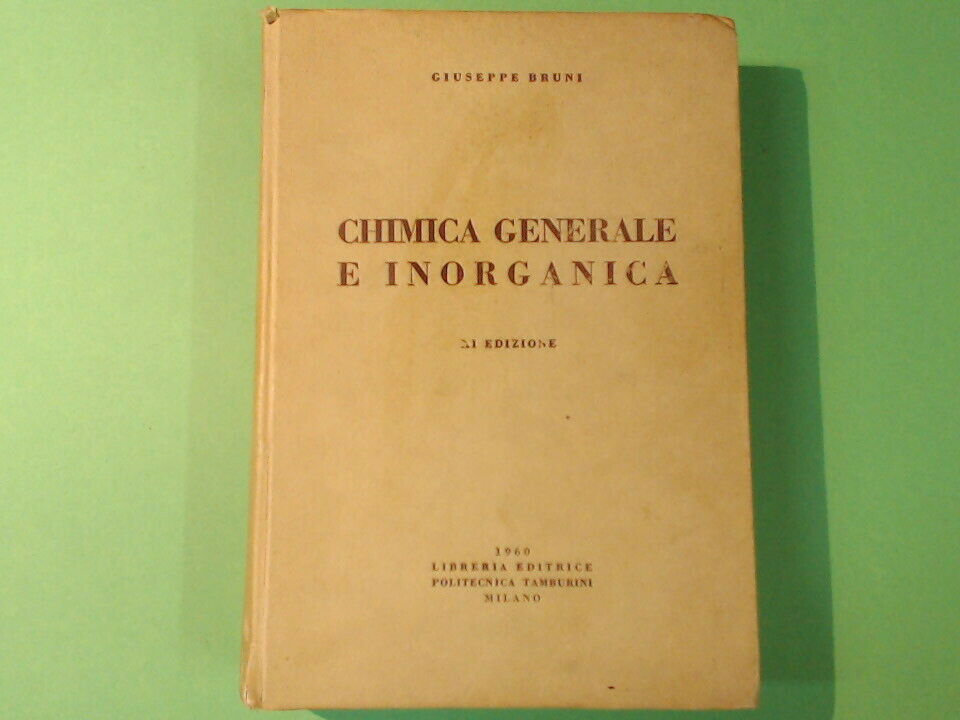 GIUSEPPE BRUNI
CHIMICA GENERALE
E INORGANICA
XI EDIZIONE
1960
LIBRERIA EDITRICE
POLITECNICA TAMBURINI
MILANO